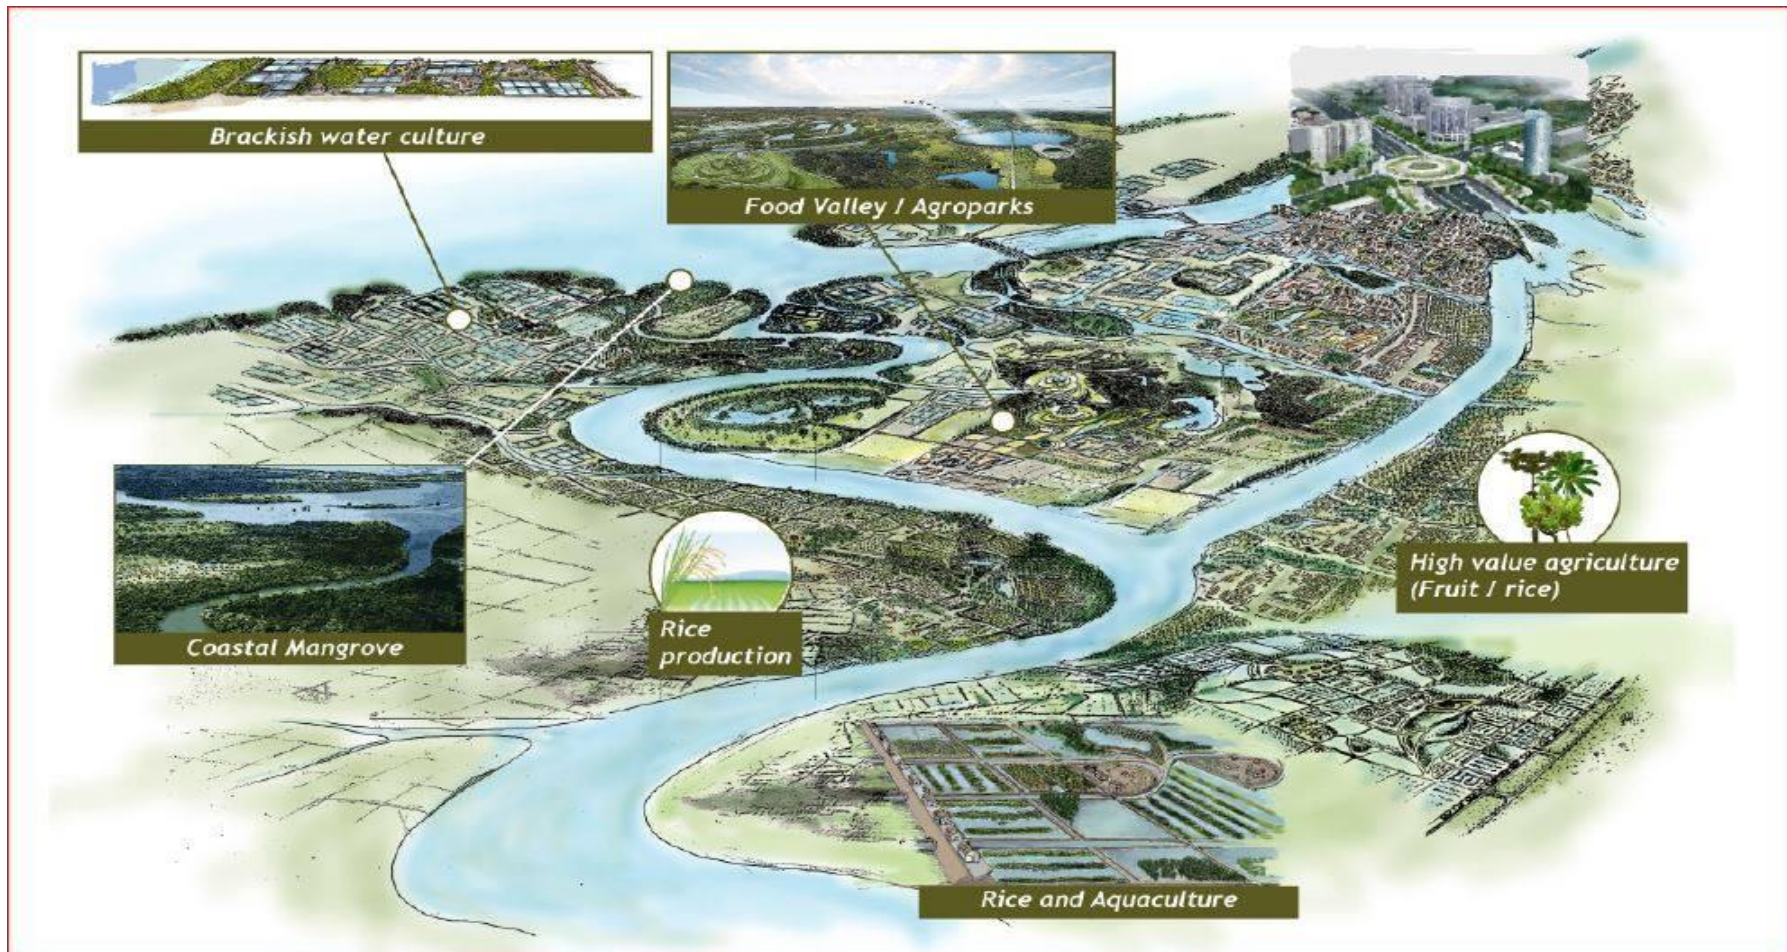 Brackish water culture
Food Valley / Agroparks
High value agriculture
(Fruit / rice)
Coastal Mangrove
Rice
production
Rice and Aquaculture